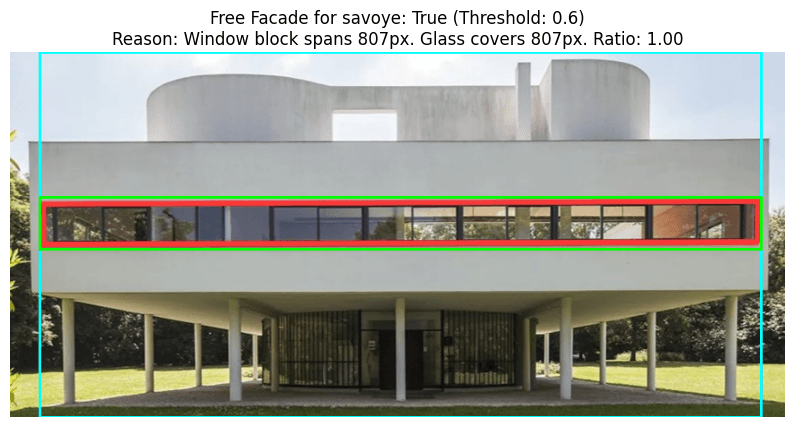 Free Facade for savoye: True (Threshold: 0.6)
Reason: Window block spans 807px. Glass covers 807px. Ratio: 1.00